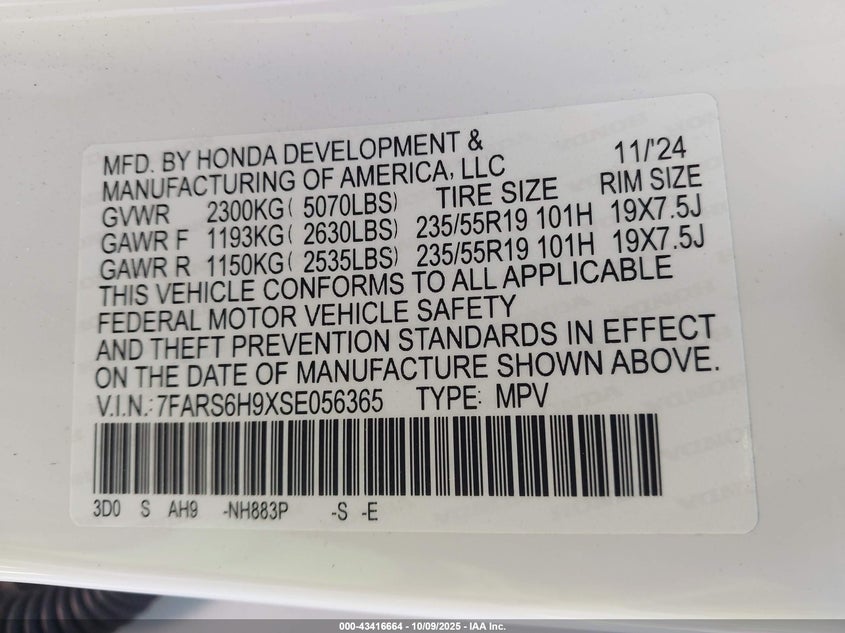 MFD. BY HONDA DEVELOPMENT & 11/'24
MANUFACTURING OF AMERICA, LLC
TIRE SIZE RIM SIZE
GVWR 2300KG( 5070LBS)
GAWR F 1193KG( 2630LBS) 235/55R19 101H 19X7.5J
GAWR R 1150KG( 2535LBS) 235/55R19 101H 19X7.5J
THIS VEHICLE CONFORMS TO ALL APPLICABLE
FEDERAL MOTOR VEHICLE SAFETY
AND THEFT PREVENTION STANDARDS IN EFFECT
ON THE DATE OF MANUFACTURE SHOWN ABOVE.
V.I.N.: 7FARS6H9XSE056365 TYPE: MPV
3D0 S AH9 -NH883P -S -E
000-43416664 | 10/09/2025 - IAA Inc.